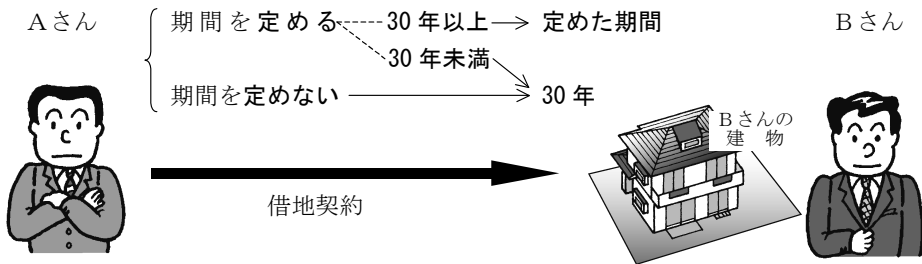 Aさん
期間を定める 30年以上 定めた期間
30年未満
期間を定めない 30年
Bさん
Bさんの
建物
借地契約